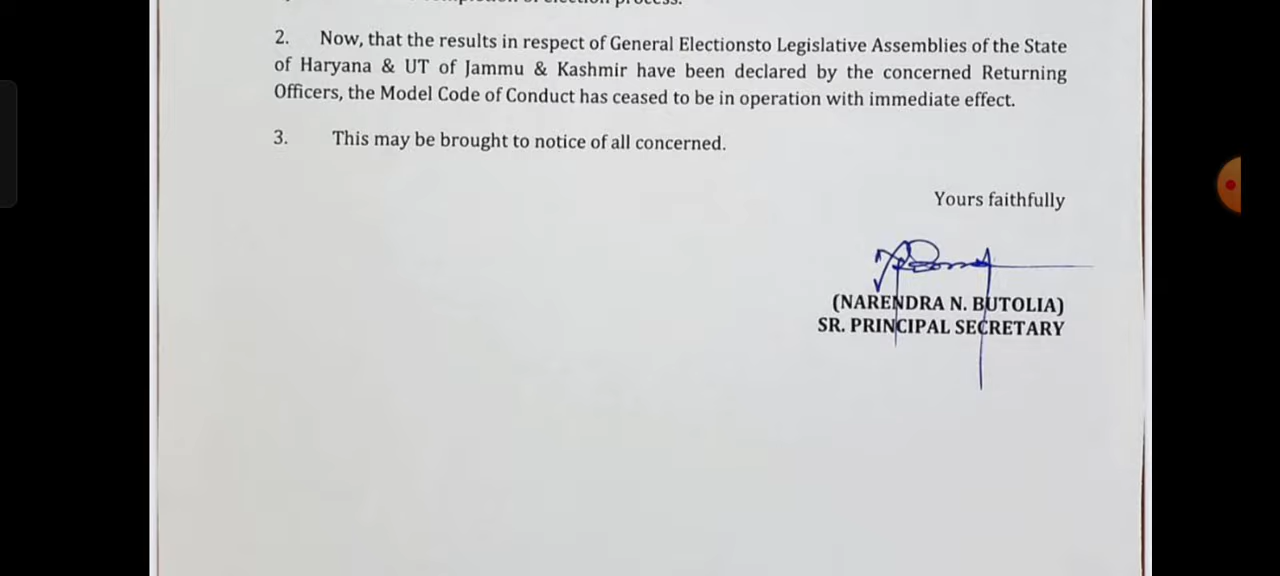 election process.
2. Now, that the results in respect of General Electionsto Legislative Assemblies of the State
of Haryana & UT of Jammu & Kashmir have been declared by the concerned Returning
Officers, the Model Code of Conduct has ceased to be in operation with immediate effect.
3. This may be brought to notice of all concerned.
Yours faithfully
(NARENDRA N. BUTOLIA)
SR. PRINCIPAL SECRETARY